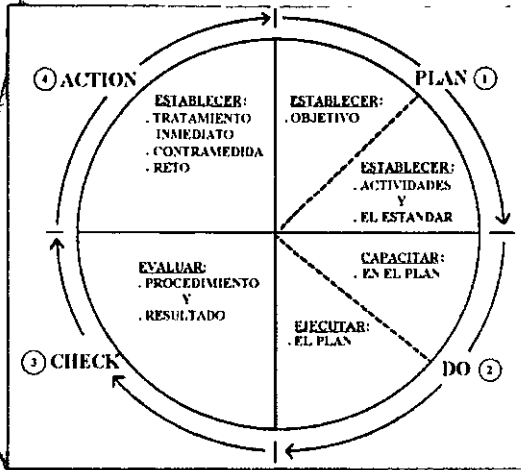 ④ ACTION
PLAN ①
ESTABLECER:
. TRATAMIENTO
INMEDIATO
. CONTRAMEDIDA
. RETO
ESTABLECER:
. OBJETIVO
ESTABLECER:
. ACTIVIDADES
Y
. EL ESTANDAR
CAPACITAR:
. EN EL PLAN
EJECUTAR:
. EL PLAN
EVALUAR:
. PROCEDIMIENTO
Y
. RESULTADO
③ CHECK
DO ②